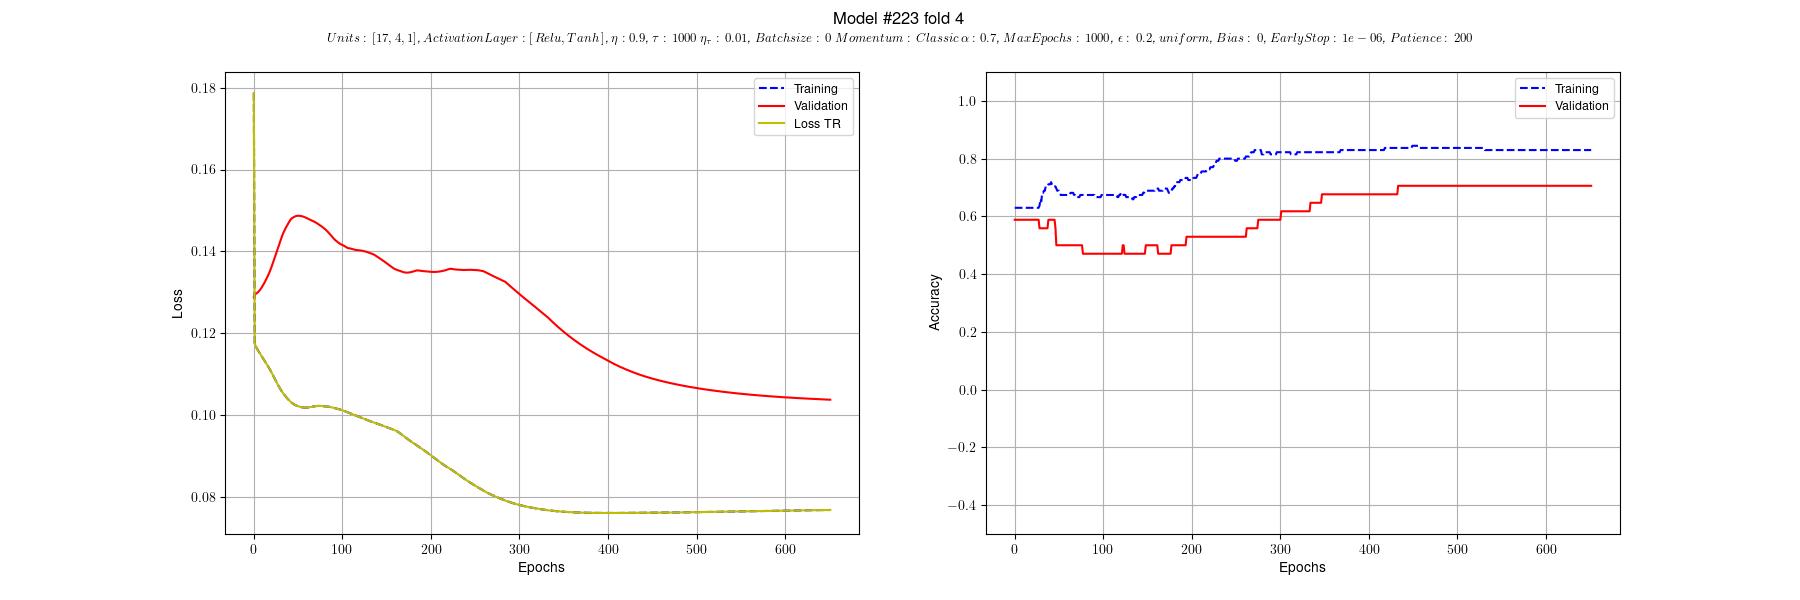 Model #223 fold 4
Units : [17, 4, 1], ActivationLayer : [Relu, Tanh], η : 0.9, τ : 1000 ητ : 0.01, Batchsize : 0 Momentum : Classic α : 0.7, MaxEpochs : 1000, ϵ : 0.2, uniform, Bias : 0, EarlyStop : 1e − 06, Patience : 200
Loss
0.18
0.16
0.14
0.12
0.10
0.08
0 100 200 300 400 500 600
Epochs
Training
Validation
Loss TR
Accuracy
1.0
0.8
0.6
0.4
0.2
0.0
−0.2
−0.4
0 100 200 300 400 500 600
Epochs
Training
Validation